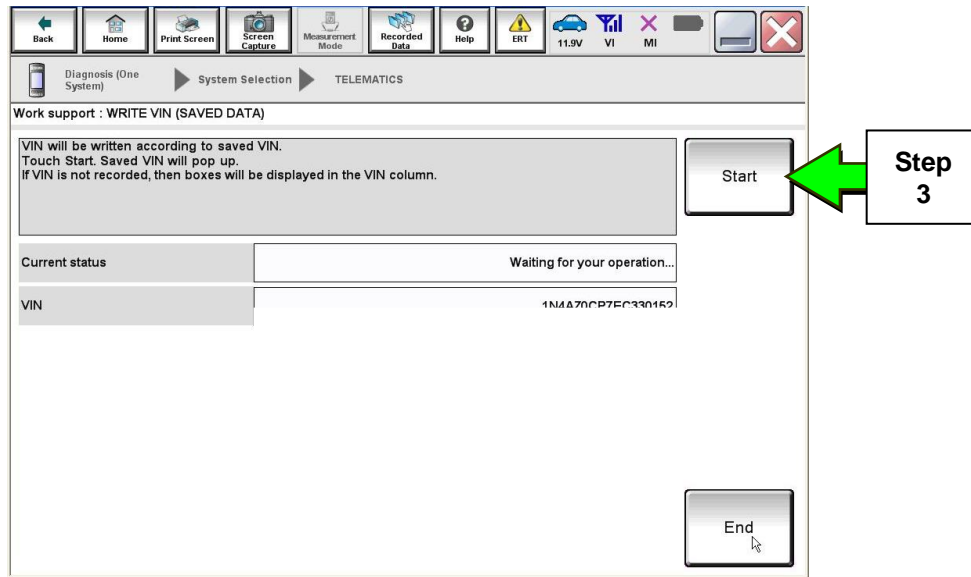 Back
Home
Print Screen
Screen
Capture
Measurement
Mode
Recorded
Data
Help
ERT
11.9V
VI
MI
Diagnosis (One
System)
System Selection
TELEMATICS
Work support : WRITE VIN (SAVED DATA)
VIN will be written according to saved VIN.
Touch Start. Saved VIN will pop up.
If VIN is not recorded, then boxes will be displayed in the VIN column.
Start
Step
3
Current status
Waiting for your operation...
VIN
1N4AZ0CP7EC330152
End